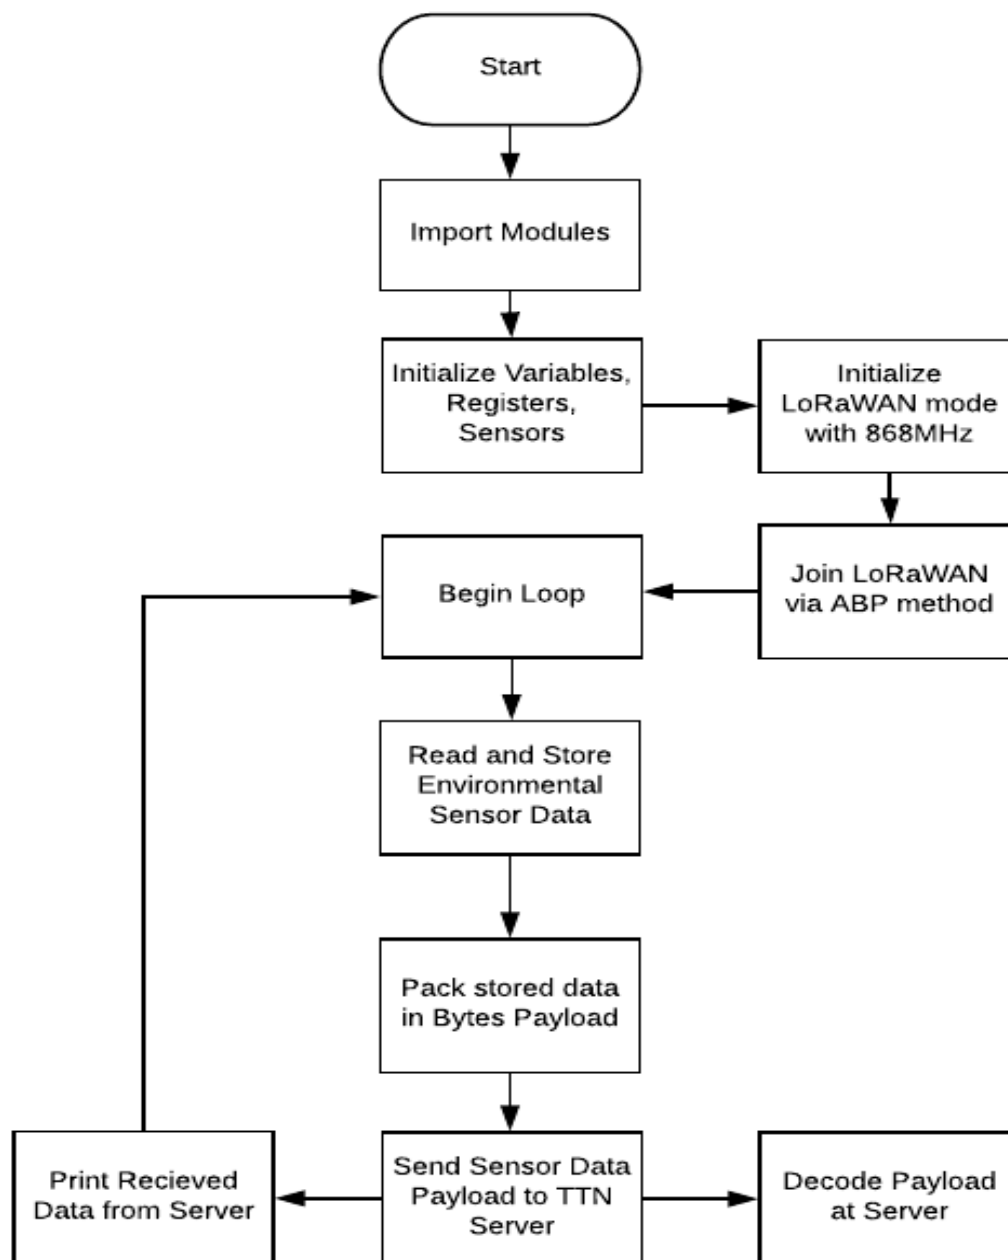 Start
Import Modules
Initialize Variables,
Registers,
Sensors
Initialize
LoRaWAN mode
with 868MHz
Join LoRaWAN
via ABP method
Begin Loop
Read and Store
Environmental
Sensor Data
Pack stored data
in Bytes Payload
Send Sensor Data
Payload to TTN
Server
Print Recieved
Data from Server
Decode Payload
at Server